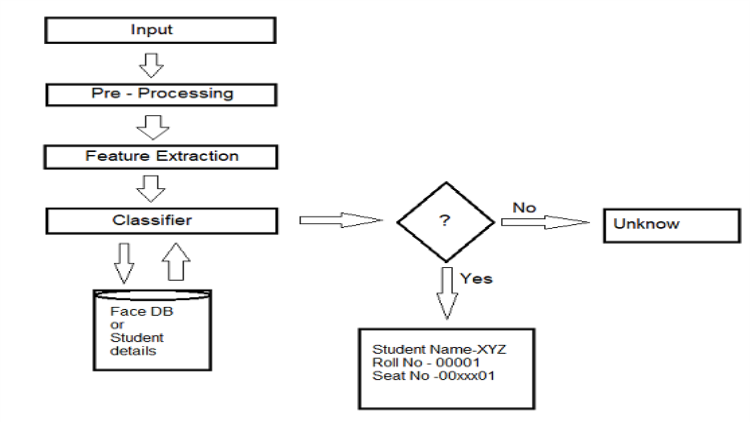 Input
Pre - Processing
Feature Extraction
Classifier
?
No
Unknow
Yes
Face DB
or
Student
details
Student Name-XYZ
Roll No - 00001
Seat No -00xxx01